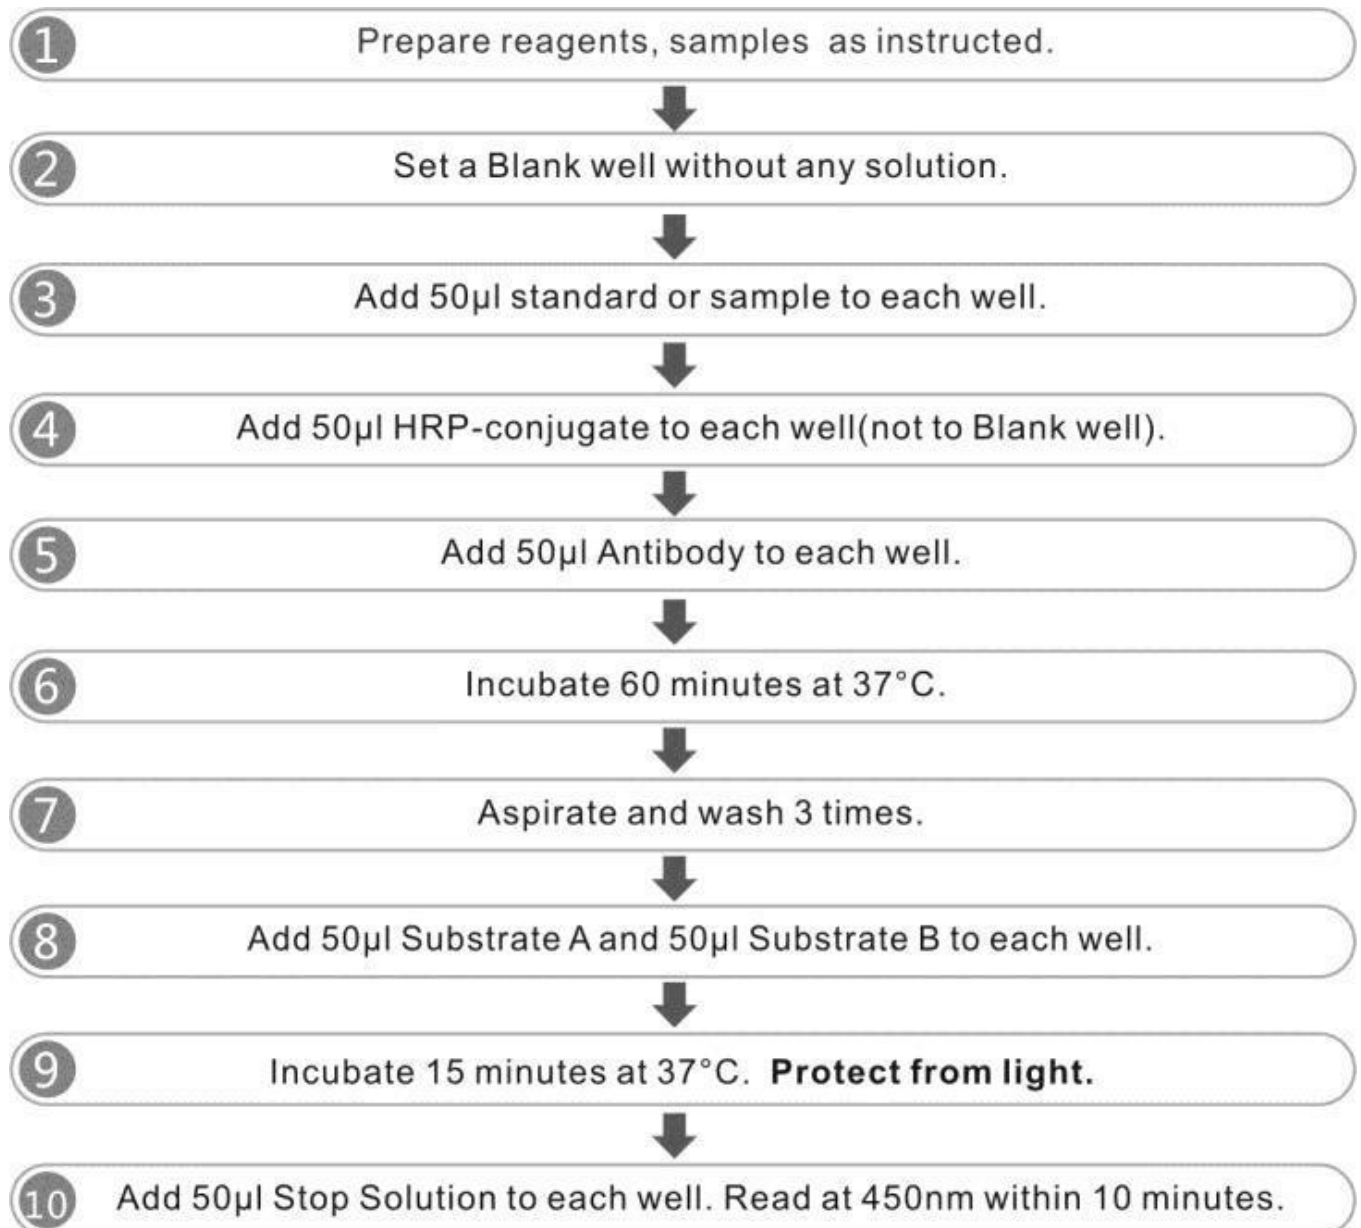 1 Prepare reagents, samples as instructed.
2 Set a Blank well without any solution.
3 Add 50μl standard or sample to each well.
4 Add 50μl HRP-conjugate to each well(not to Blank well).
5 Add 50μl Antibody to each well.
6 Incubate 60 minutes at 37°C.
7 Aspirate and wash 3 times.
8 Add 50μl Substrate A and 50μl Substrate B to each well.
9 Incubate 15 minutes at 37°C. Protect from light.
10 Add 50μl Stop Solution to each well. Read at 450nm within 10 minutes.